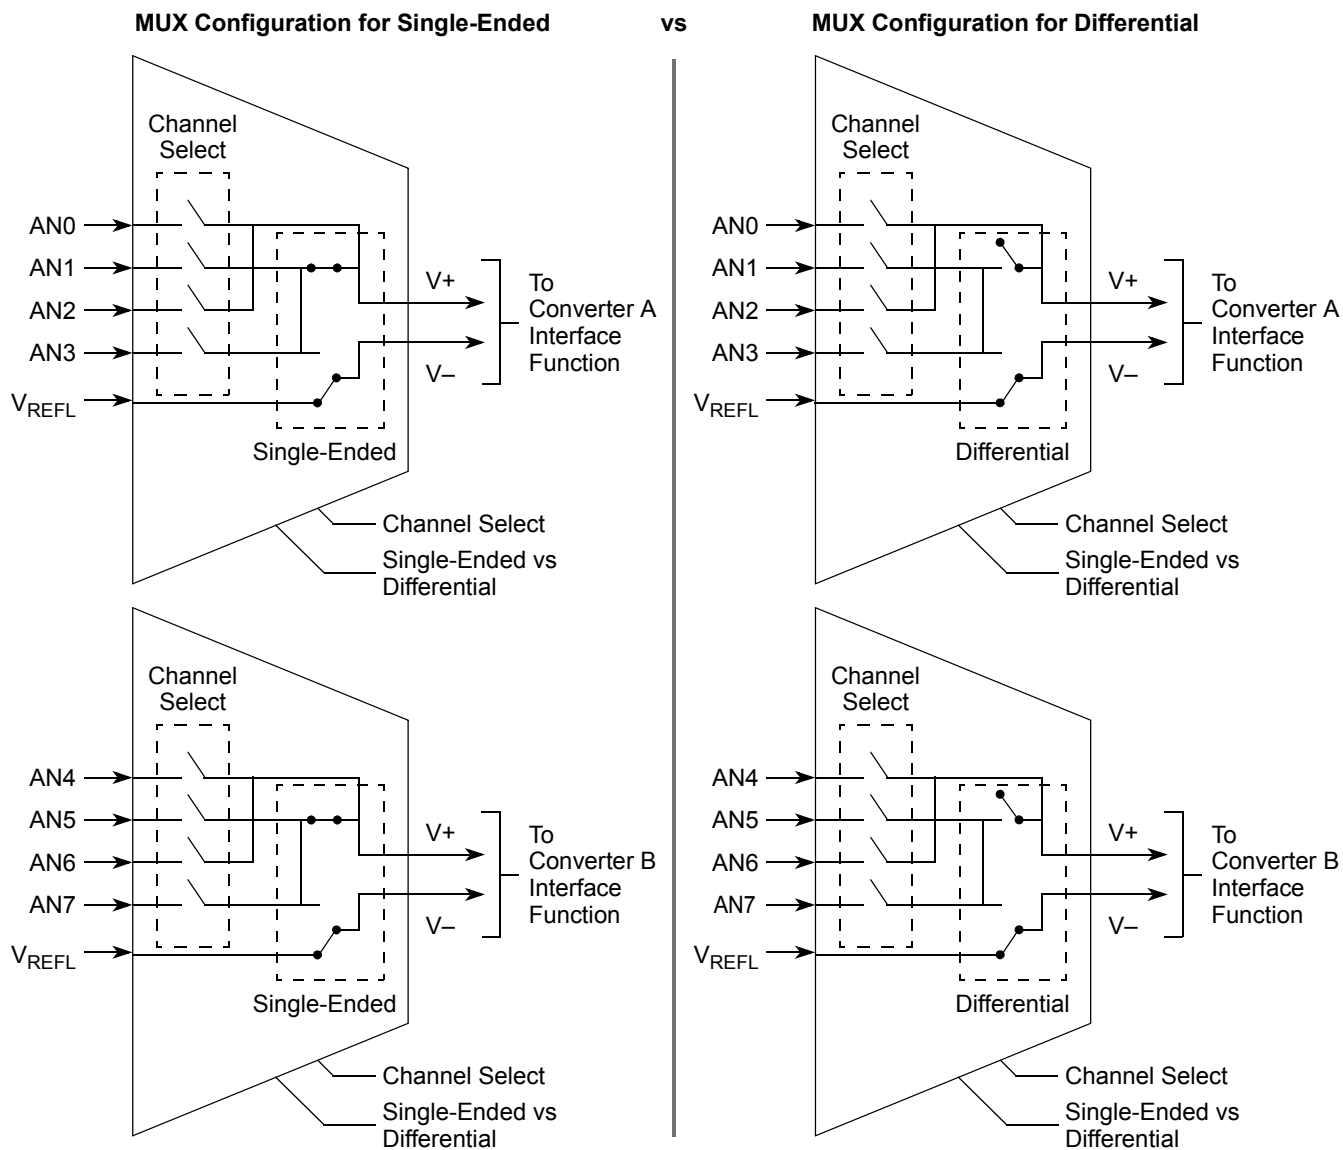 MUX Configuration for Single-Ended vs MUX Configuration for Differential
Channel
Select
AN0
AN1
AN2
AN3
VREFL
V+
V–
To
Converter A
Interface
Function
Single-Ended
Channel Select
Single-Ended vs
Differential
Channel
Select
AN0
AN1
AN2
AN3
VREFL
V+
V–
To
Converter A
Interface
Function
Differential
Channel Select
Single-Ended vs
Differential
Channel
Select
AN4
AN5
AN6
AN7
VREFL
V+
V–
To
Converter B
Interface
Function
Single-Ended
Channel Select
Single-Ended vs
Differential
Channel
Select
AN4
AN5
AN6
AN7
VREFL
V+
V–
To
Converter B
Interface
Function
Differential
Channel Select
Single-Ended vs
Differential